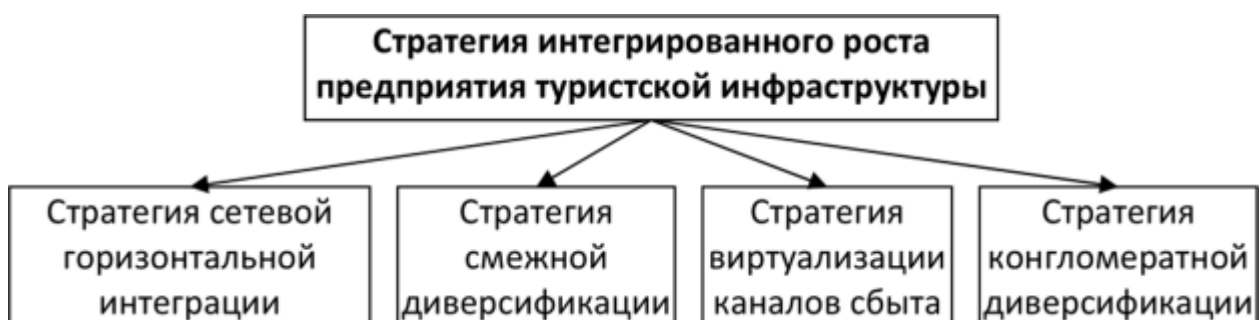 Стратегия интегрированного роста
предприятия туристской инфраструктуры
Стратегия сетевой
горизонтальной
интеграции
Стратегия
смежной
диверсификации
Стратегия
виртуализации
каналов сбыта
Стратегия
конгломератной
диверсификации